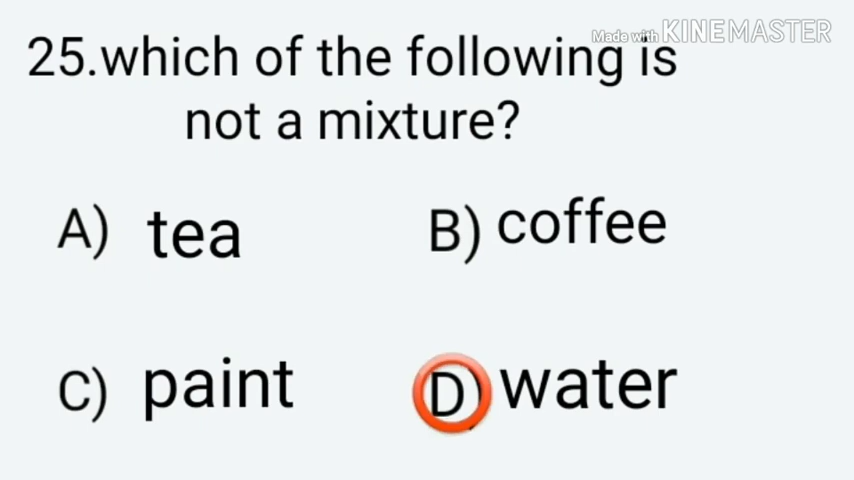 Made with KINEMASTER
25.which of the following is
not a mixture?
A) tea B) coffee
C) paint D) water